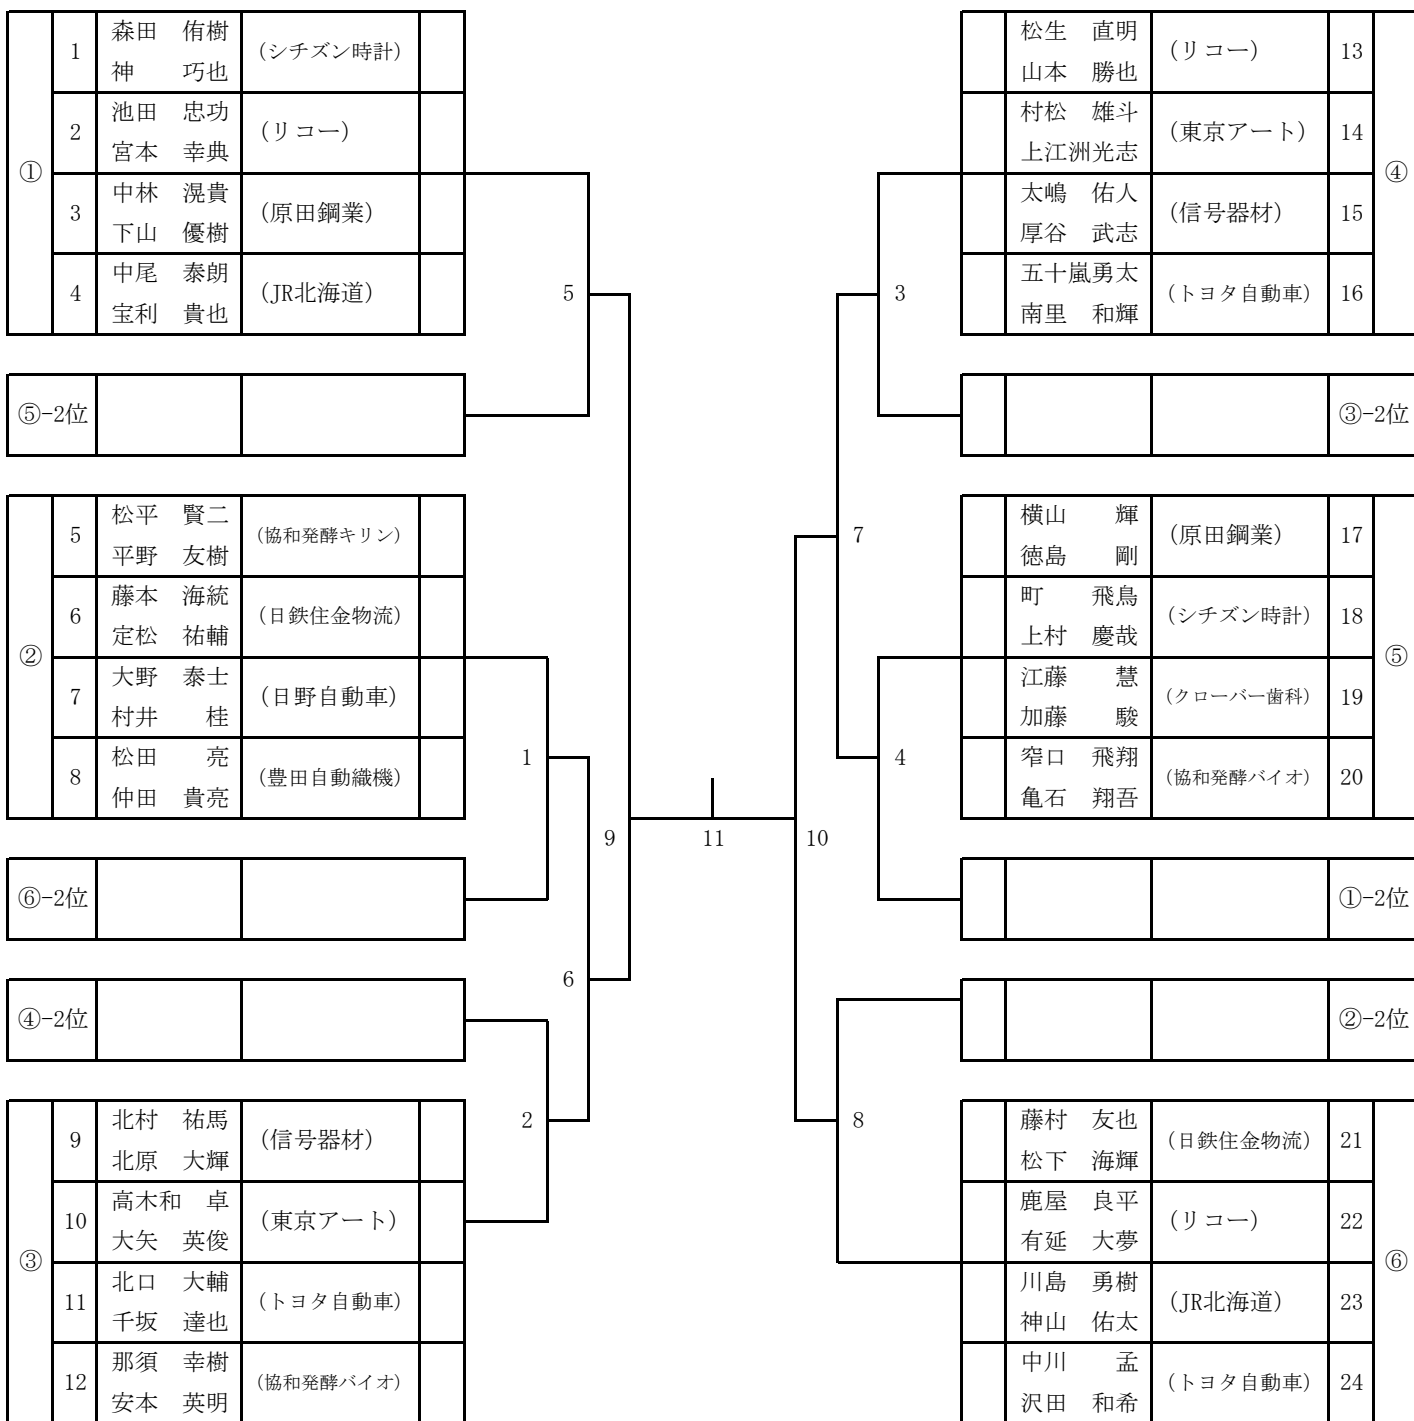 ①
1 森田 侑樹 (シチズン時計)
神 巧也
2 池田 忠功 (リコー)
宮本 幸典
3 中林 滉貴 (原田鋼業)
下山 優樹
4 中尾 泰朗 (JR北海道)
宝利 貴也
⑤-2位
②
5 松平 賢二 (協和発酵キリン)
平野 友樹
6 藤本 海統 (日鉄住金物流)
定松 祐輔
7 大野 泰士 (日野自動車)
村井 桂
8 松田 亮 (豊田自動織機)
仲田 貴亮
⑥-2位
④-2位
③
9 北村 祐馬 (信号器材)
北原 大輝
10 高木和 卓 (東京アート)
大矢 英俊
11 北口 大輔 (トヨタ自動車)
千坂 達也
12 那須 幸樹 (協和発酵バイオ)
安本 英明
5
1
9
6
2
11
3
7
4
10
8
④
松生 直明 (リコー) 13
山本 勝也
村松 雄斗 (東京アート) 14
上江洲光志
太嶋 佑人 (信号器材) 15
厚谷 武志
五十嵐勇太 (トヨタ自動車) 16
南里 和輝
③-2位
⑤
横山 輝 (原田鋼業) 17
徳島 剛
町 飛鳥 (シチズン時計) 18
上村 慶哉
江藤 慧 (クローバー歯科) 19
加藤 駿
窄口 飛翔 (協和発酵バイオ) 20
亀石 翔吾
①-2位
②-2位
⑥
藤村 友也 (日鉄住金物流) 21
松下 海輝
鹿屋 良平 (リコー) 22
有延 大夢
川島 勇樹 (JR北海道) 23
神山 佑太
中川 孟 (トヨタ自動車) 24
沢田 和希